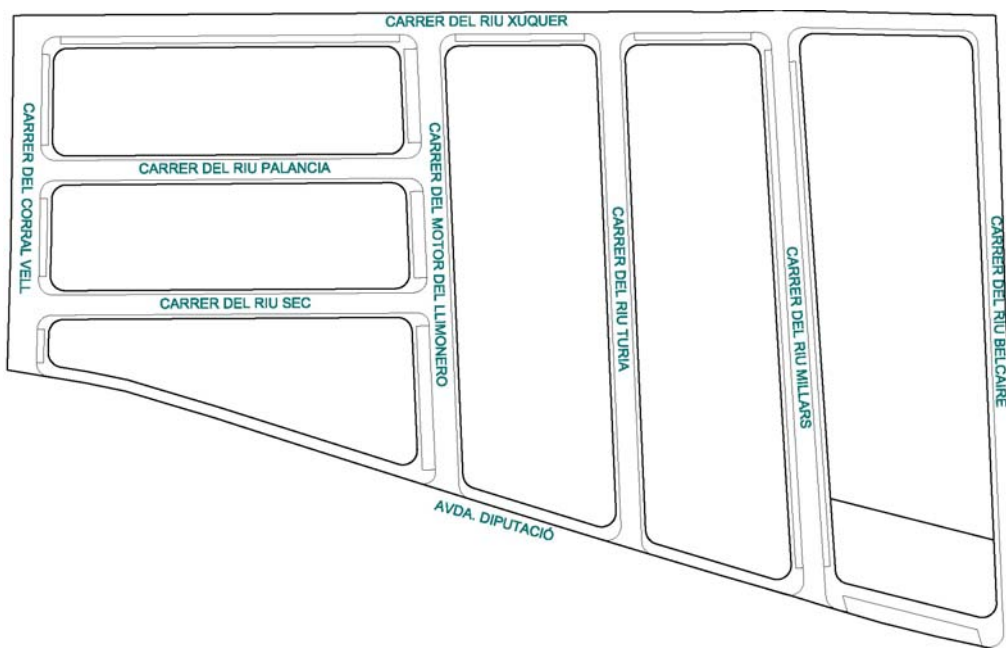 CARRER DEL RIU XUQUER
CARRER DEL CORRAL VELL
CARRER DEL RIU PALANCIA
CARRER DEL MOTOR DEL LLIMONERO
CARRER DEL RIU SEC
CARRER DEL RIU TURIA
CARRER DEL RIU MILLARS
CARRER DEL RIU BELCAIRE
AVDA. DIPUTACIÓ